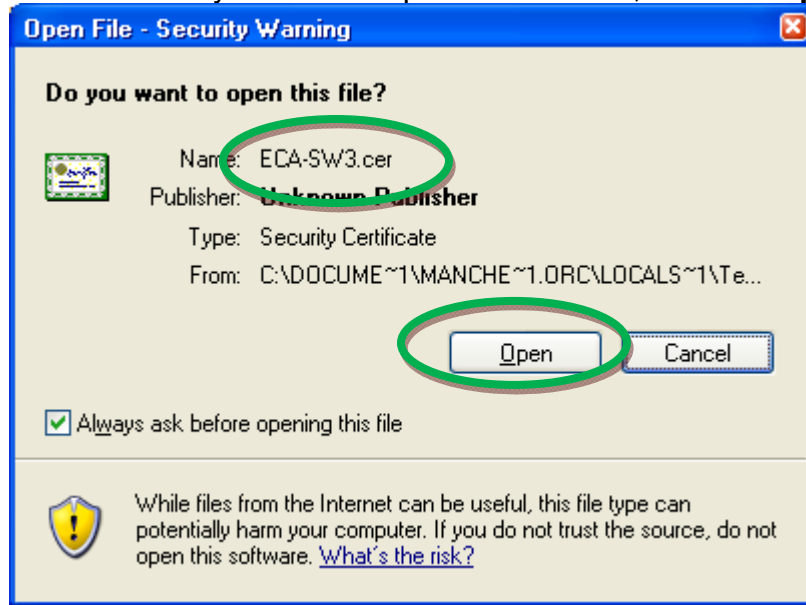 Open File - Security Warning
Do you want to open this file?
Name: ECA-SW3.cer
Publisher: Unknown Publisher
Type: Security Certificate
From: C:\DOCUME~1\MANCHE~1.ORC\LOCALS~1\Te...
Open Cancel
Always ask before opening this file
While files from the Internet can be useful, this file type can
potentially harm your computer. If you do not trust the source, do not
open this software. What's the risk?